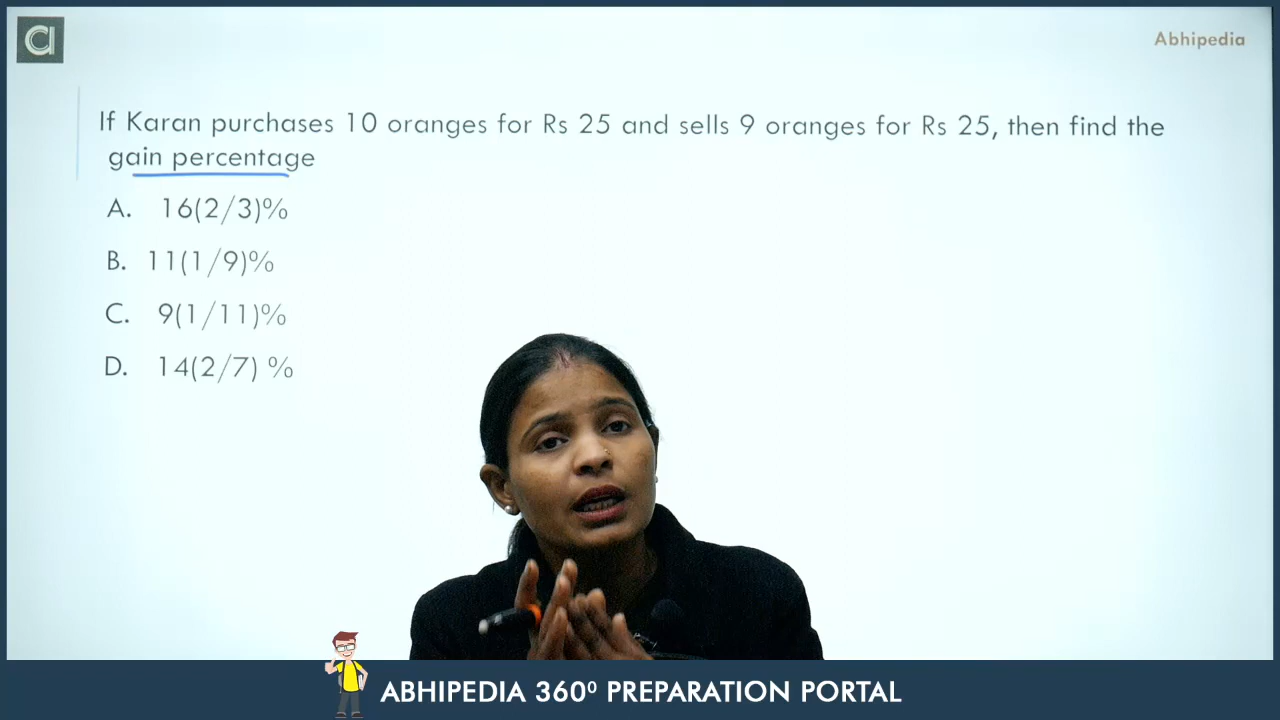 Abhipedia
If Karan purchases 10 oranges for Rs 25 and sells 9 oranges for Rs 25, then find the
gain percentage
A. 16(2/3)%
B. 11(1/9)%
C. 9(1/11)%
D. 14(2/7) %
ABHIPEDIA 360⁰ PREPARATION PORTAL